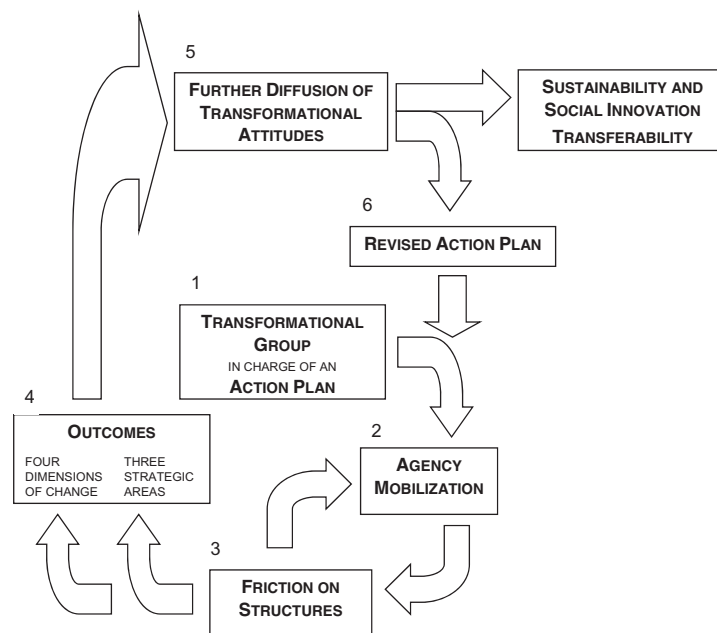 5
FURTHER DIFFUSION OF
TRANSFORMATIONAL
ATTITUDES
SUSTAINABILITY AND
SOCIAL INNOVATION
TRANSFERABILITY
6
REVISED ACTION PLAN
1
TRANSFORMATIONAL
GROUP
IN CHARGE OF AN
ACTION PLAN
4
OUTCOMES
FOUR
DIMENSIONS
OF CHANGE
THREE
STRATEGIC
AREAS
2
AGENCY
MOBILIZATION
3
FRICTION ON
STRUCTURES